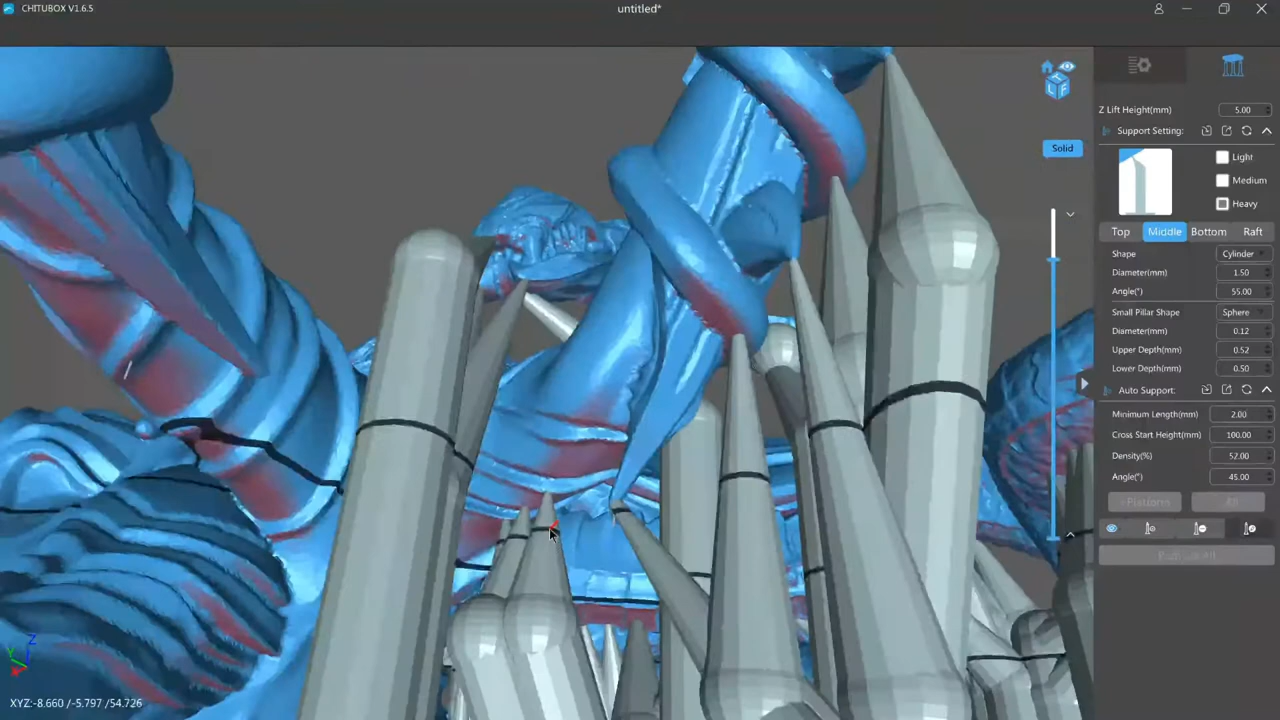 CHITUBOX V1.6.5
untitled*
Z Lift Height(mm) 5.00
Support Setting:
Light
Medium
Heavy
Top Middle Bottom Raft
Shape Cylinder
Diameter(mm) 1.50
Angle(°) 55.00
Small Pillar Shape Sphere
Diameter(mm) 0.12
Upper Depth(mm) 0.52
Lower Depth(mm) 0.50
Auto Support:
Minimum Length(mm) 2.00
Cross Start Height(mm) 100.00
Density(%) 52.00
Angle(°) 45.00
+Platform
Solid
T
L F
Z
Y
XYZ:-8.660 /-5.797 /54.726